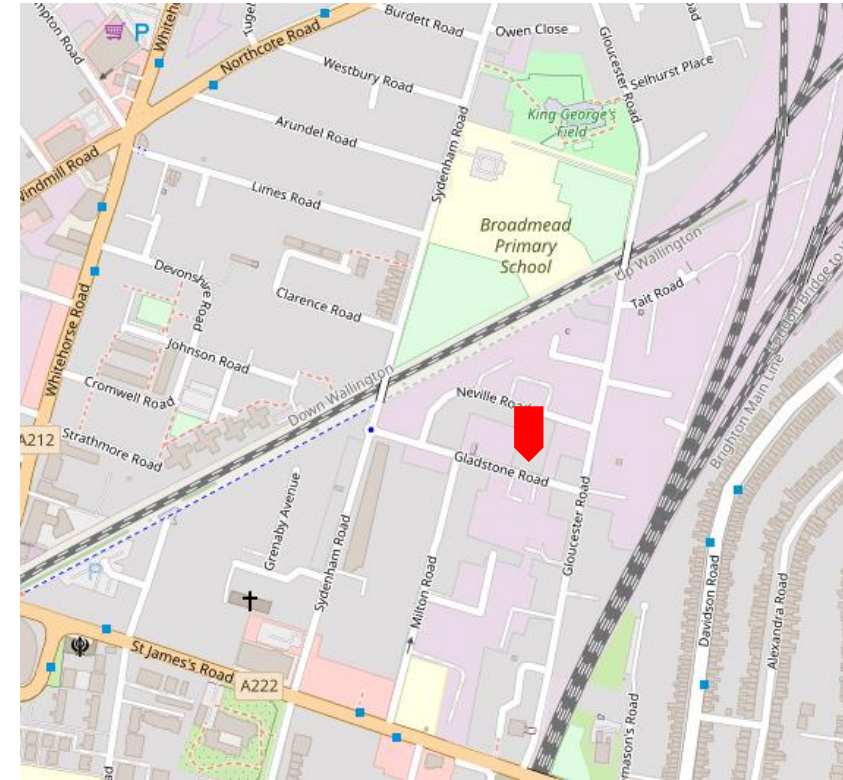 Burdett Road
Owen Close
Northcote Road
Westbury Road
Gloucester Road
Selhurst Place
King George's
Field
Arundel Road
Sydenham Road
Windmill Road
Limes Road
Broadmead
Primary
School
Up Wallington
Devonshire Road
Clarence Road
Tait Road
Whitehorse Road
Johnson Road
Down Wallington
Brighton Main Line
Cromwell Road
Neville Road
A212
Strathmore Road
Gladstone Road
Grenaby Avenue
Sydenham Road
Gloucester Road
Milton Road
Davidson Road
Alexandra Road
P
P
St James's Road
A222